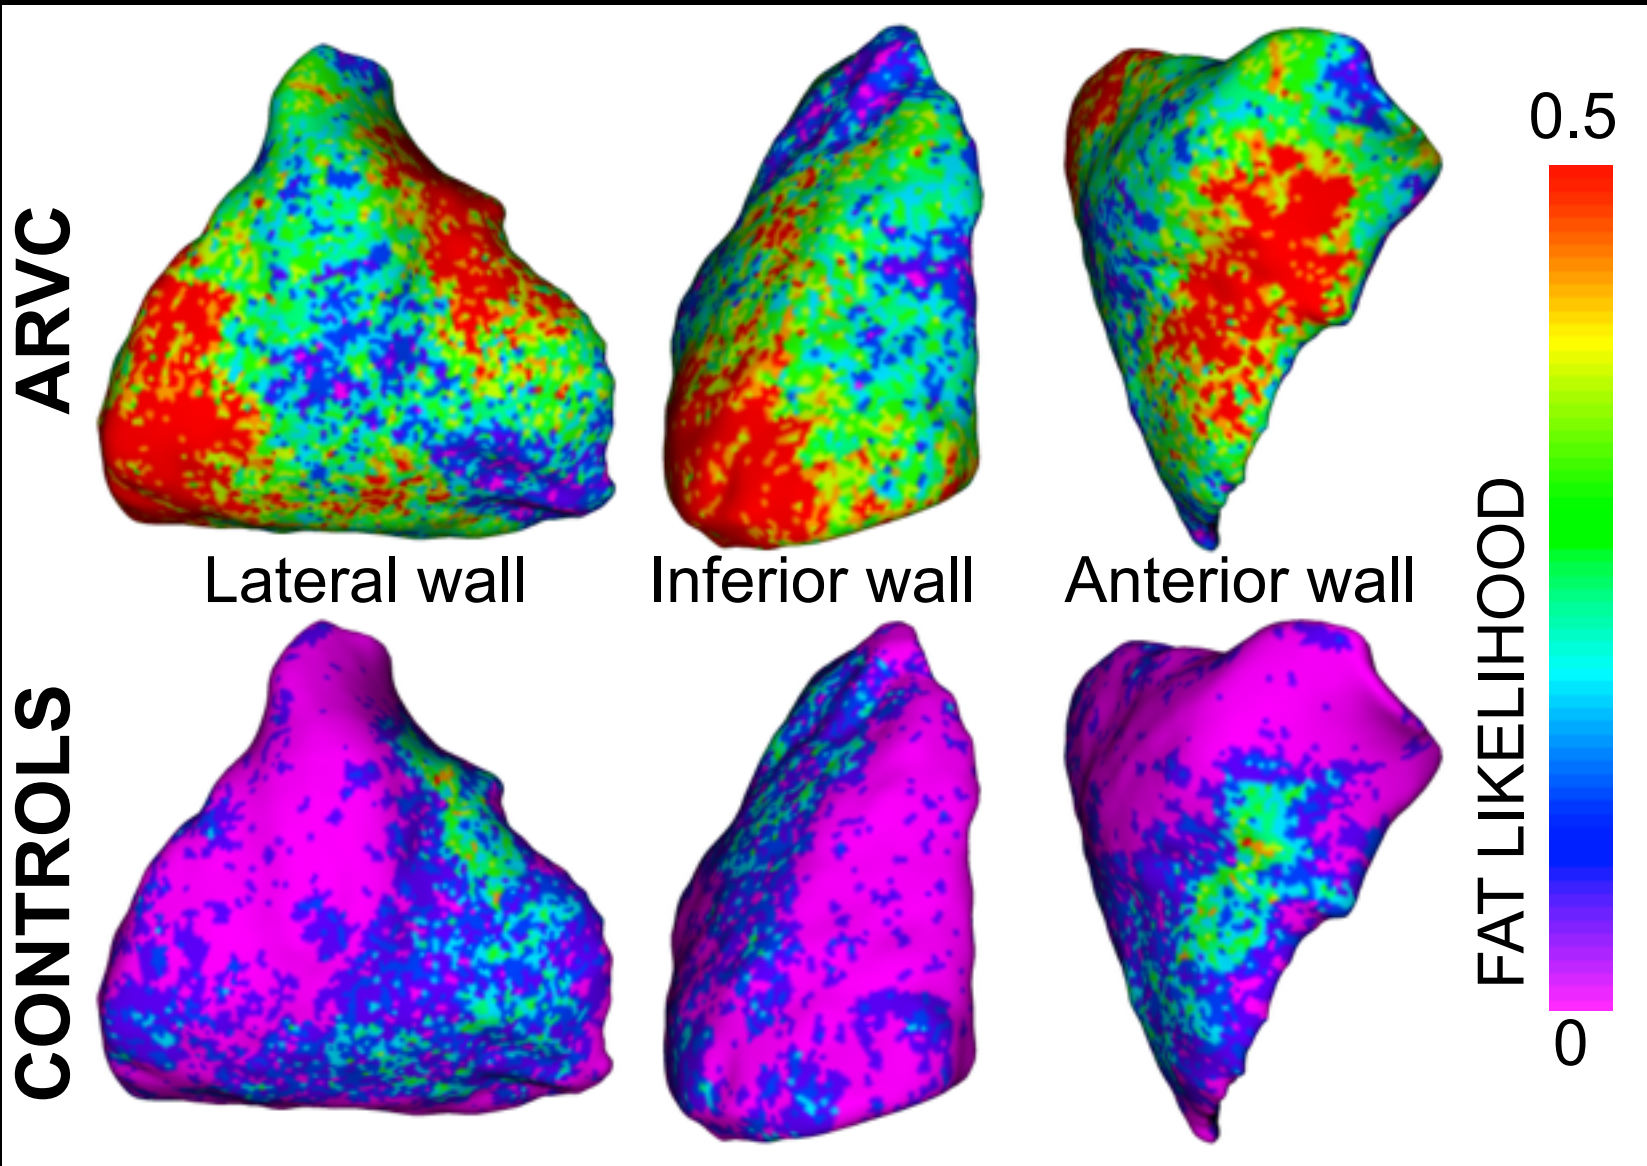 ARVC
Lateral wall
Inferior wall
Anterior wall
CONTROLS
0.5
FAT LIKELIHOOD
0